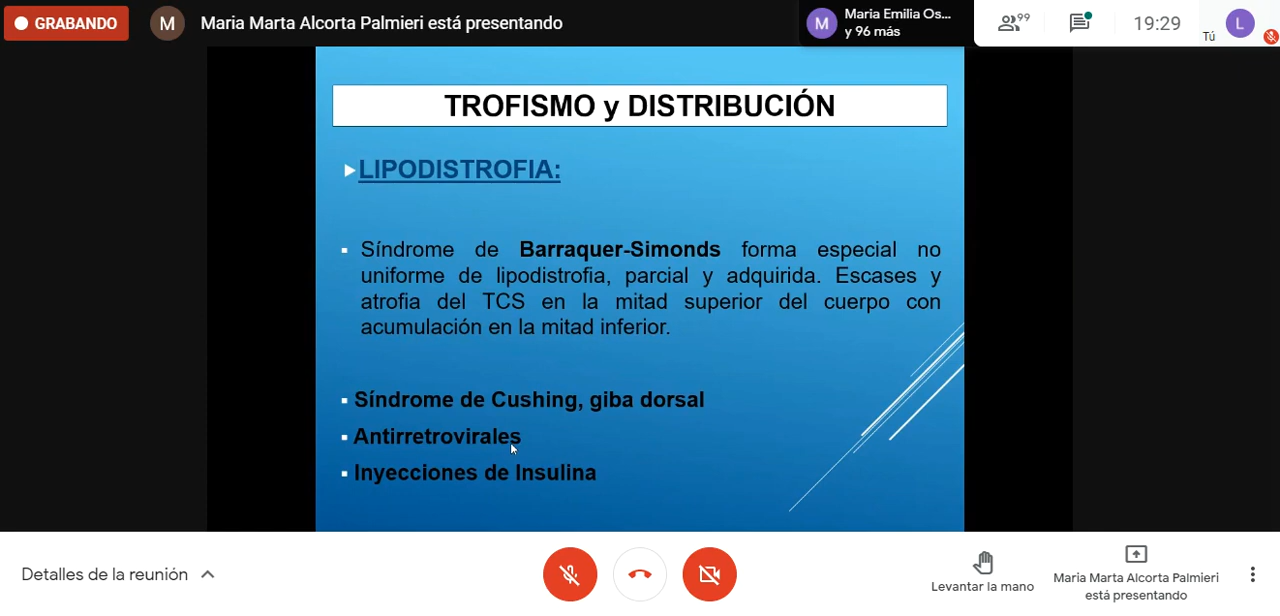 GRABANDO
M
Maria Marta Alcorta Palmieri está presentando
M
Maria Emilia Os...
y 96 más
99
19:29
Tú
L
TROFISMO y DISTRIBUCIÓN
LIPODISTROFIA:
Síndrome de Barraquer-Simonds forma especial no
uniforme de lipodistrofia, parcial y adquirida. Escases y
atrofia del TCS en la mitad superior del cuerpo con
acumulación en la mitad inferior.
Síndrome de Cushing, giba dorsal
Antirretrovirales
Inyecciones de Insulina
Detalles de la reunión
Levantar la mano
Maria Marta Alcorta Palmieri
está presentando